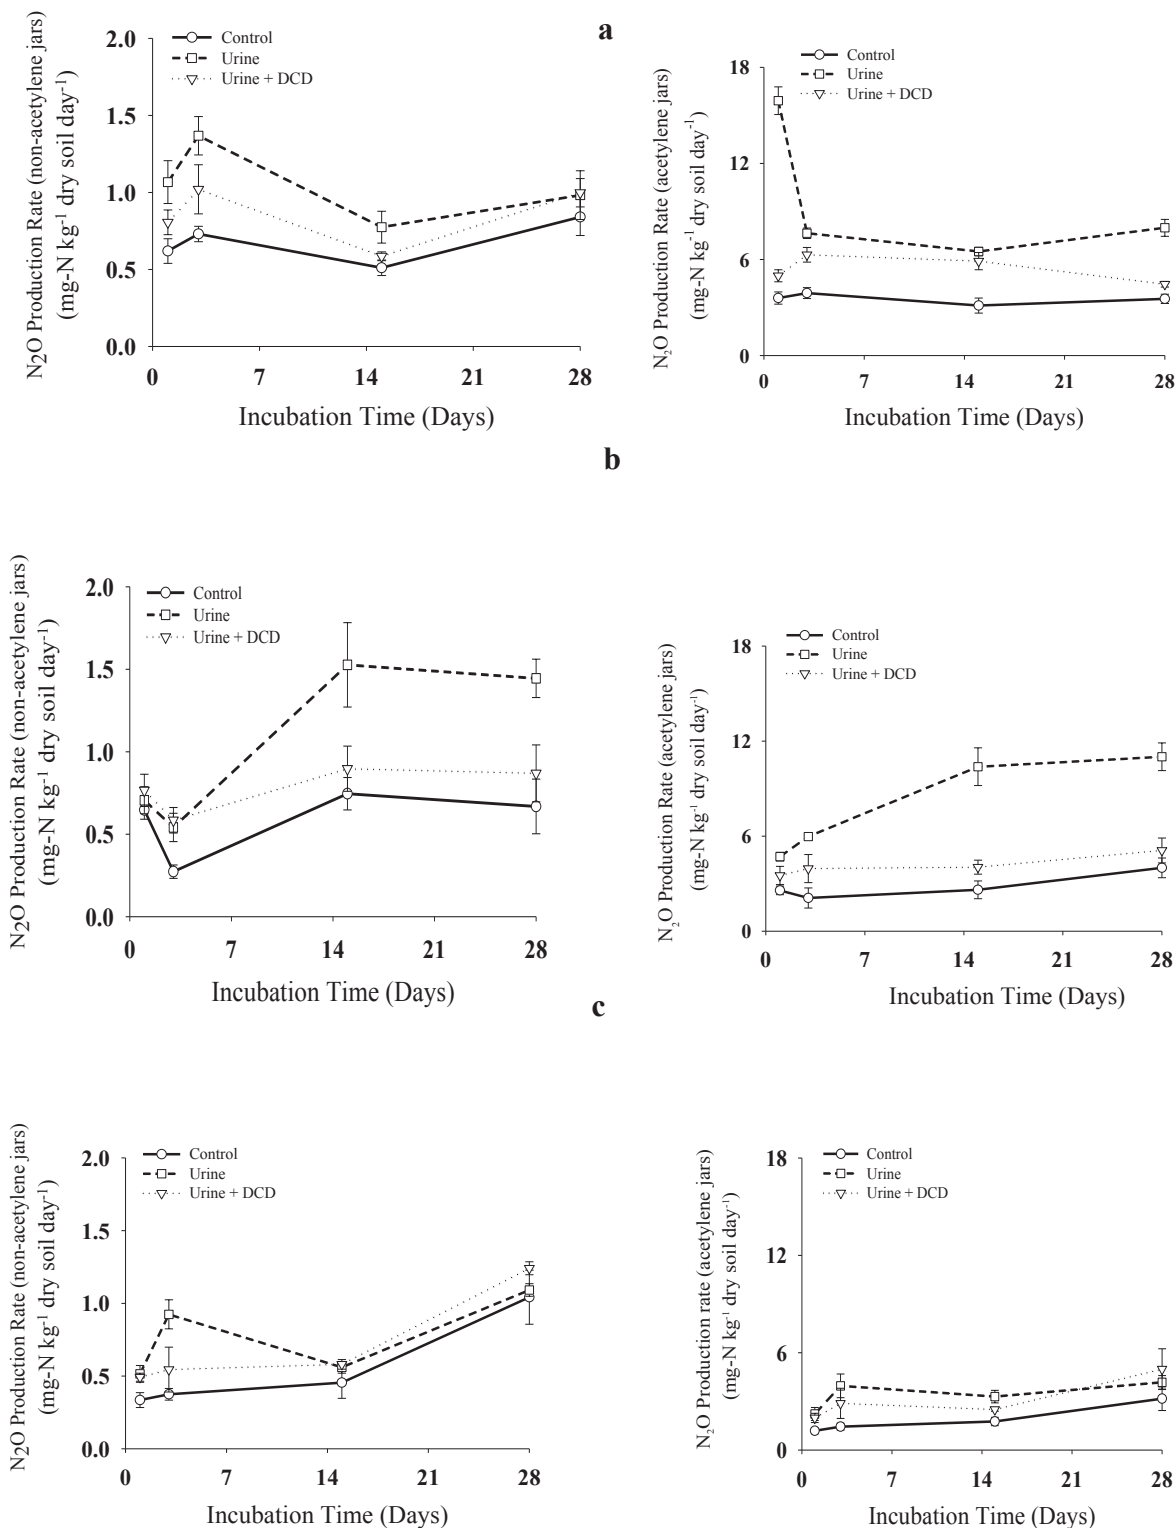 a
N₂O Production Rate (non-acetylene jars)
(mg-N kg⁻¹ dry soil day⁻¹)
2.0
1.5
1.0
0.5
0.0
Control
Urine
Urine + DCD
0 7 14 21 28
Incubation Time (Days)
N₂O Production Rate (acetylene jars)
(mg-N kg⁻¹ dry soil day⁻¹)
18
12
6
0
Control
Urine
Urine + DCD
0 7 14 21 28
Incubation Time (Days)
b
N₂O Production Rate (non-acetylene jars)
(mg-N kg⁻¹ dry soil day⁻¹)
2.0
1.5
1.0
0.5
0.0
Control
Urine
Urine + DCD
0 7 14 21 28
Incubation Time (Days)
N₂O Production Rate (acetylene jars)
(mg-N kg⁻¹ dry soil day⁻¹)
18
12
6
0
Control
Urine
Urine + DCD
0 7 14 21 28
Incubation Time (Days)
c
N₂O Production Rate (non-acetylene jars)
(mg-N kg⁻¹ dry soil day⁻¹)
2.0
1.5
1.0
0.5
0.0
Control
Urine
Urine + DCD
0 7 14 21 28
Incubation Time (Days)
N₂O Production rate (acetylene jars)
(mg-N kg⁻¹ dry soil day⁻¹)
18
12
6
0
Control
Urine
Urine + DCD
0 7 14 21 28
Incubation Time (Days)